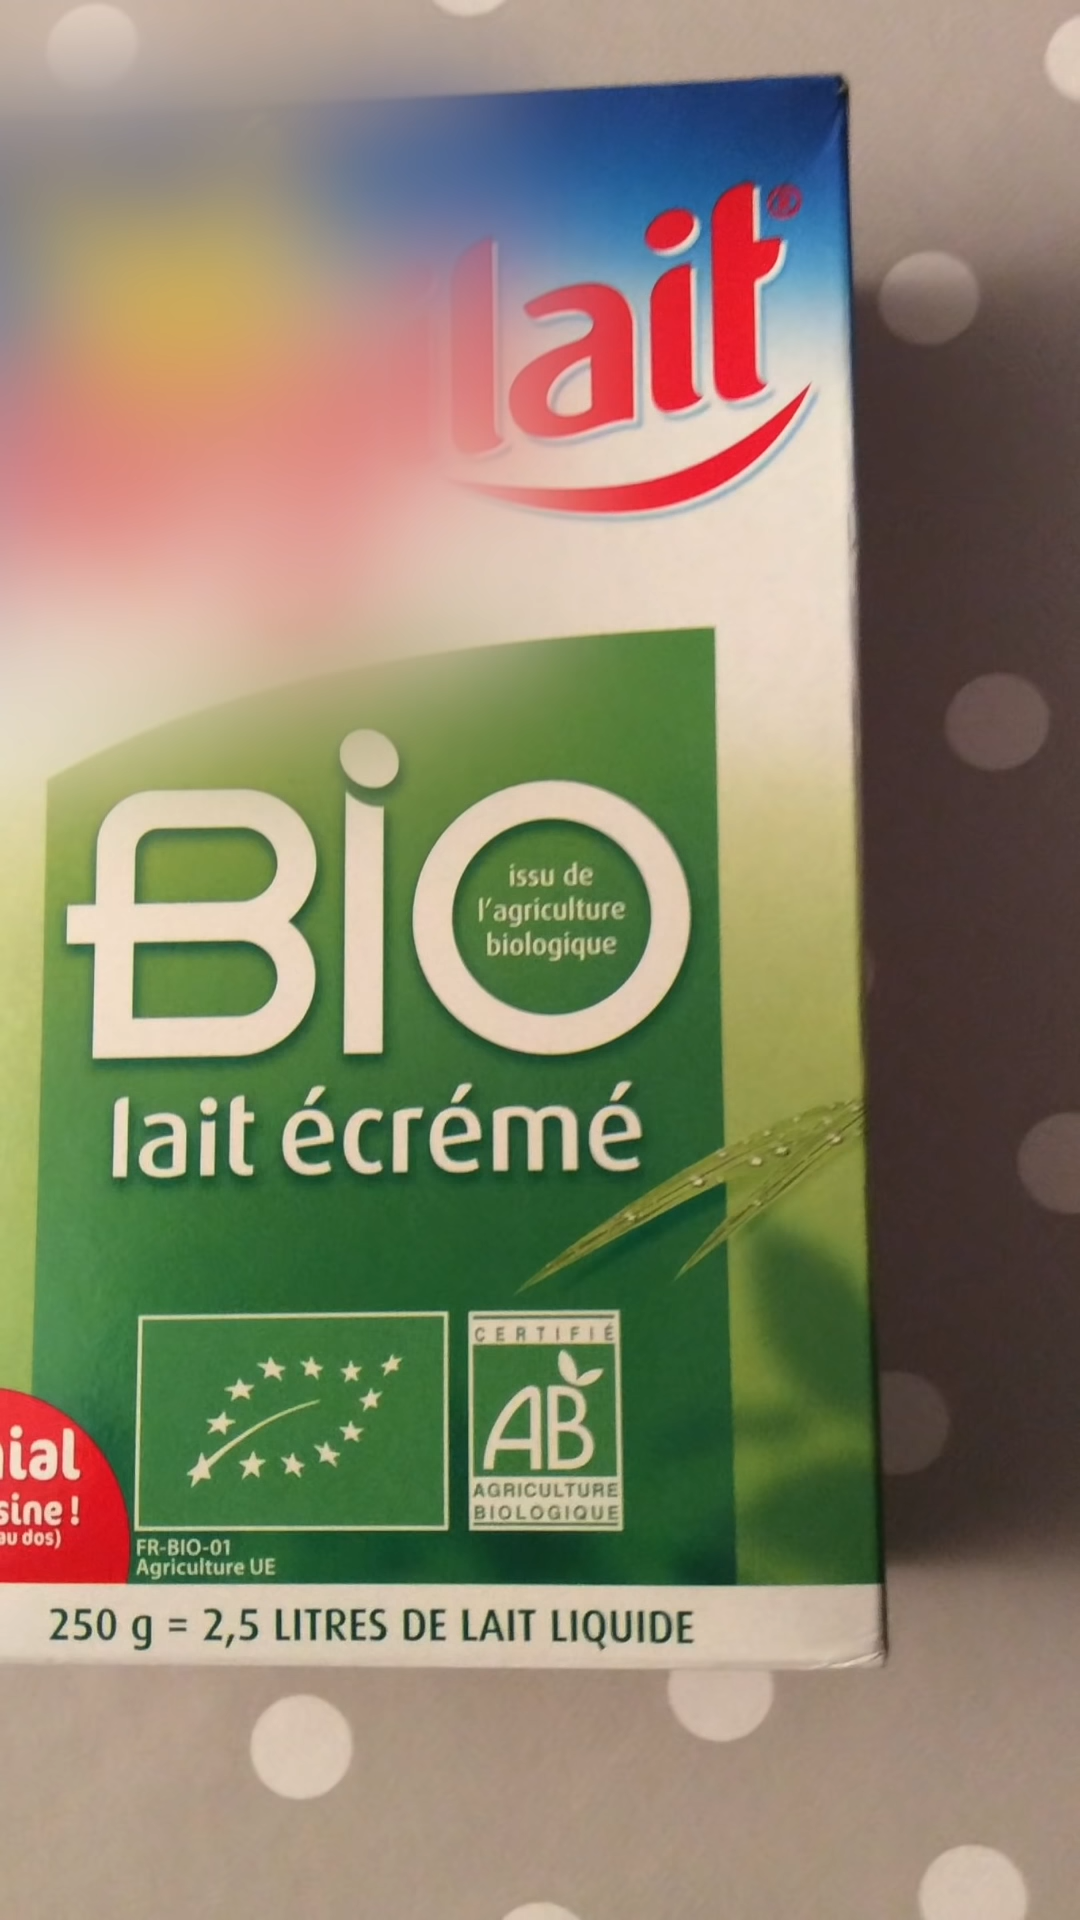 lait®
BIO
issu de
l'agriculture
biologique
lait écrémé
CERTIFIÉ
AB
AGRICULTURE
BIOLOGIQUE
nial
sine !
au dos)
FR-BIO-01
Agriculture UE
250 g = 2,5 LITRES DE LAIT LIQUIDE